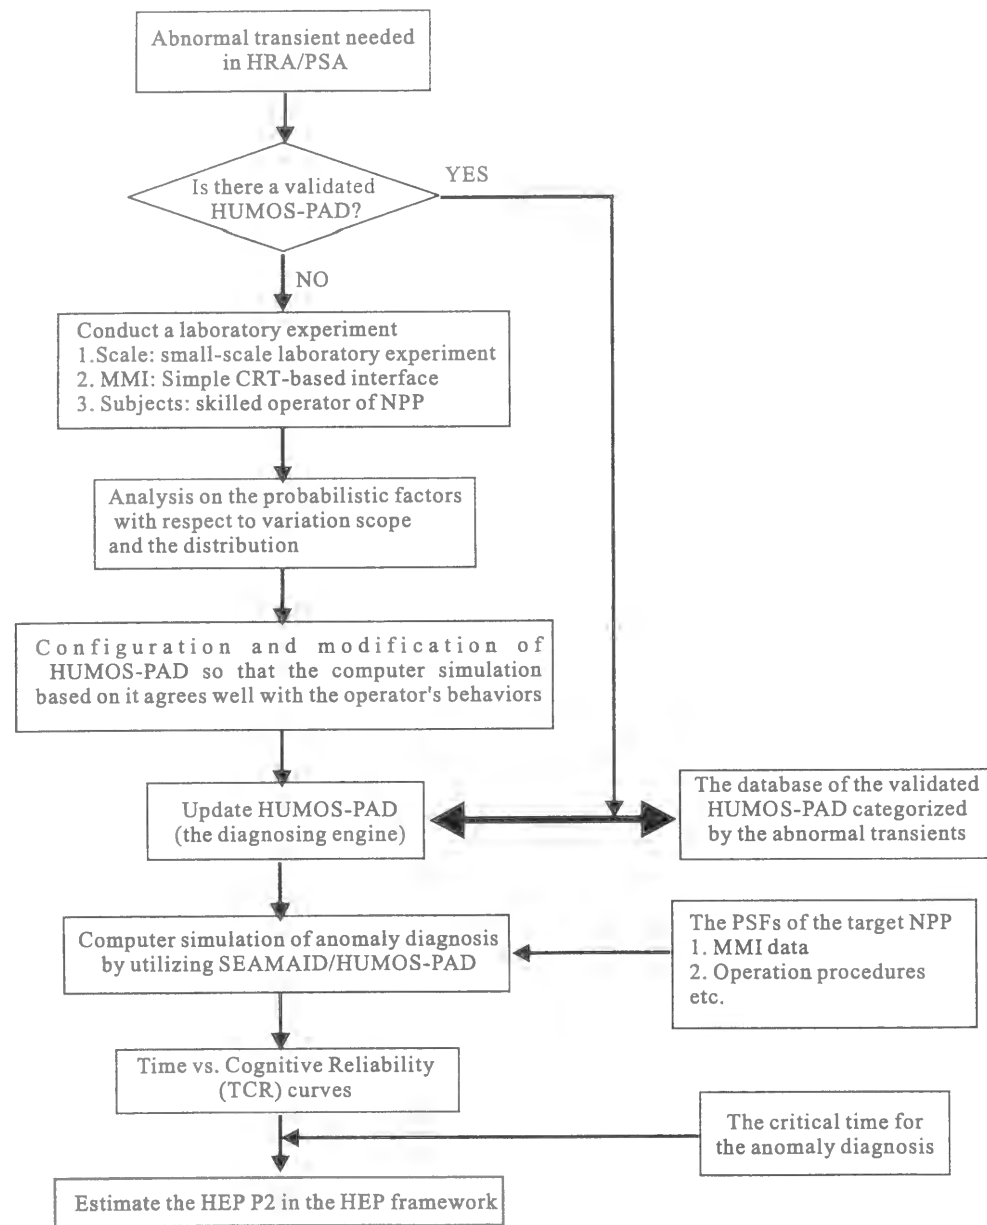 Abnormal transient needed
in HRA/PSA
Is there a validated
HUMOS-PAD?
YES
NO
Conduct a laboratory experiment
1.Scale: small-scale laboratory experiment
2. MMI: Simple CRT-based interface
3. Subjects: skilled operator of NPP
Analysis on the probabilistic factors
with respect to variation scope
and the distribution
Configuration and modification of
HUMOS-PAD so that the computer simulation
based on it agrees well with the operator's behaviors
Update HUMOS-PAD
(the diagnosing engine)
The database of the validated
HUMOS-PAD categorized
by the abnormal transients
Computer simulation of anomaly diagnosis
by utilizing SEAMAID/HUMOS-PAD
The PSFs of the target NPP
1. MMI data
2. Operation procedures
etc.
Time vs. Cognitive Reliability
(TCR) curves
The critical time for
the anomaly diagnosis
Estimate the HEP P2 in the HEP framework